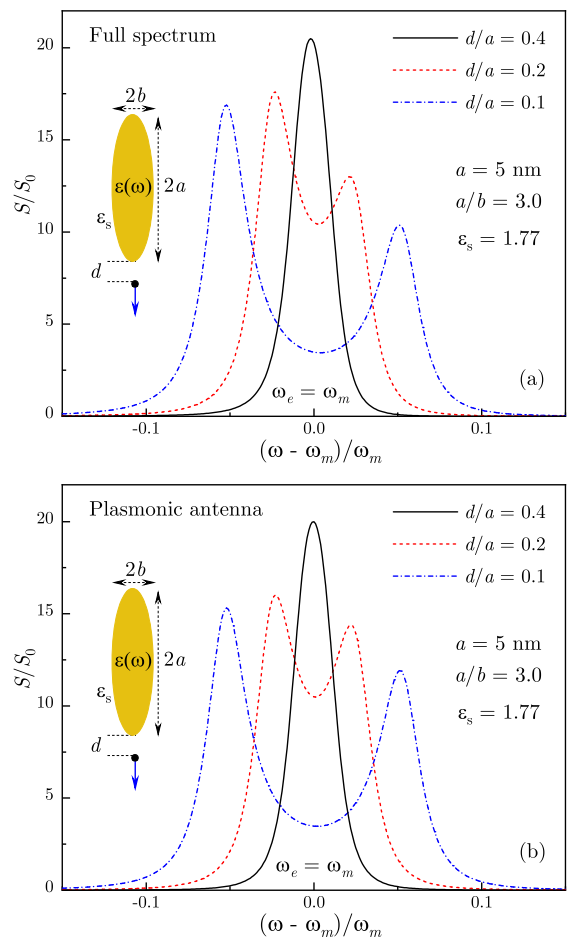 Full spectrum
d/a = 0.4
d/a = 0.2
d/a = 0.1
a = 5 nm
a/b = 3.0
εs = 1.77
2b
ε(ω)
2a
εs
d
S/S0
20
15
10
5
0
ωe = ωm
(a)
-0.1
0.0
0.1
(ω - ωm)/ωm
Plasmonic antenna
d/a = 0.4
d/a = 0.2
d/a = 0.1
a = 5 nm
a/b = 3.0
εs = 1.77
2b
ε(ω)
2a
εs
d
S/S0
20
15
10
5
0
ωe = ωm
(b)
-0.1
0.0
0.1
(ω - ωm)/ωm